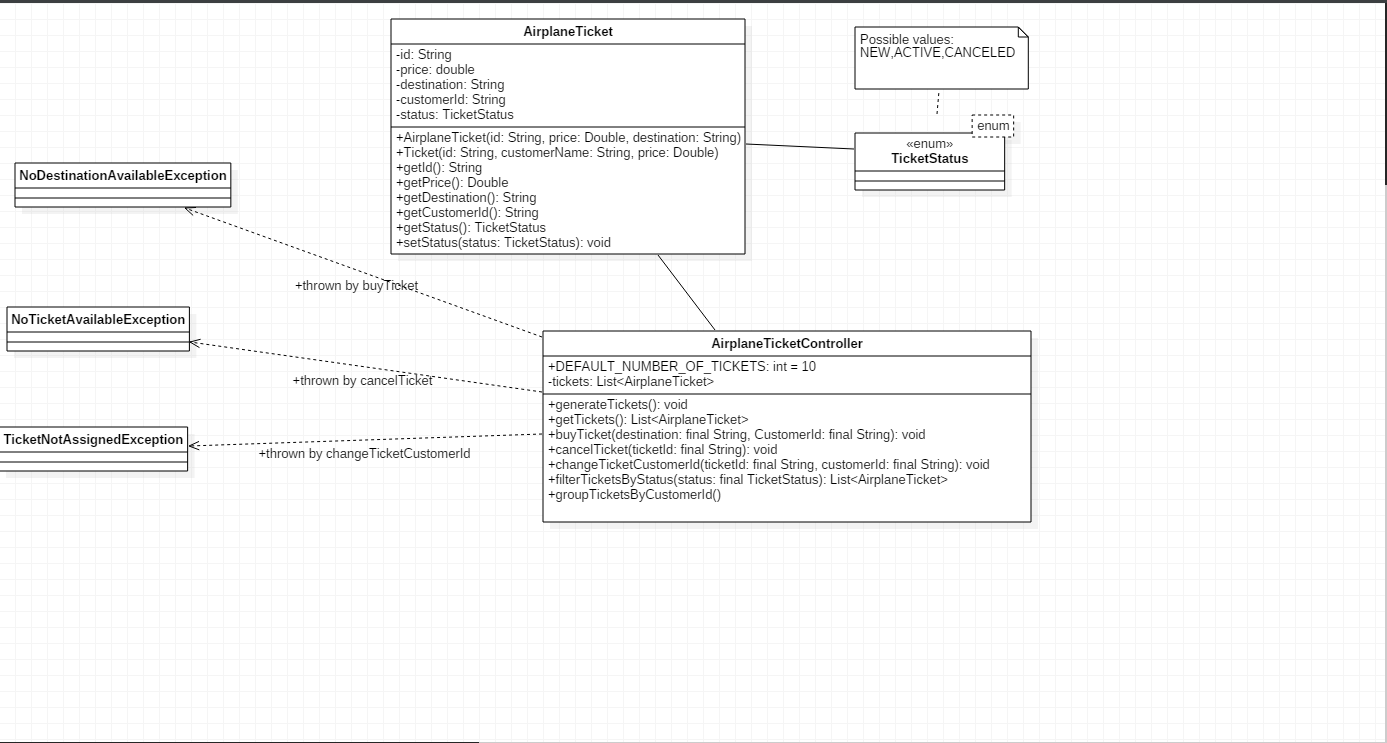 AirplaneTicket
-id: String
-price: double
-destination: String
-customerId: String
-status: TicketStatus
+AirplaneTicket(id: String, price: Double, destination: String)
+Ticket(id: String, customerName: String, price: Double)
+getId(): String
+getPrice(): Double
+getDestination(): String
+getCustomerId(): String
+getStatus(): TicketStatus
+setStatus(status: TicketStatus): void
Possible values:
NEW,ACTIVE,CANCELED
enum
«enum»
TicketStatus
NoDestinationAvailableException
+thrown by buyTicket
NoTicketAvailableException
+thrown by cancelTicket
TicketNotAssignedException
+thrown by changeTicketCustomerId
AirplaneTicketController
+DEFAULT_NUMBER_OF_TICKETS: int = 10
-tickets: List<AirplaneTicket>
+generateTickets(): void
+getTickets(): List<AirplaneTicket>
+buyTicket(destination: final String, CustomerId: final String): void
+cancelTicket(ticketId: final String): void
+changeTicketCustomerId(ticketId: final String, customerId: final String): void
+filterTicketsByStatus(status: final TicketStatus): List<AirplaneTicket>
+groupTicketsByCustomerId()